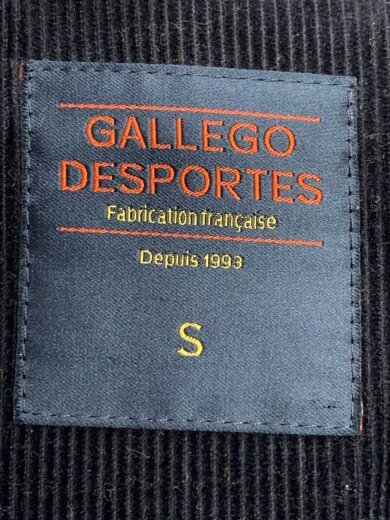 GALLEGO
DESPORTES
Fabrication française
Depuis 1993
S